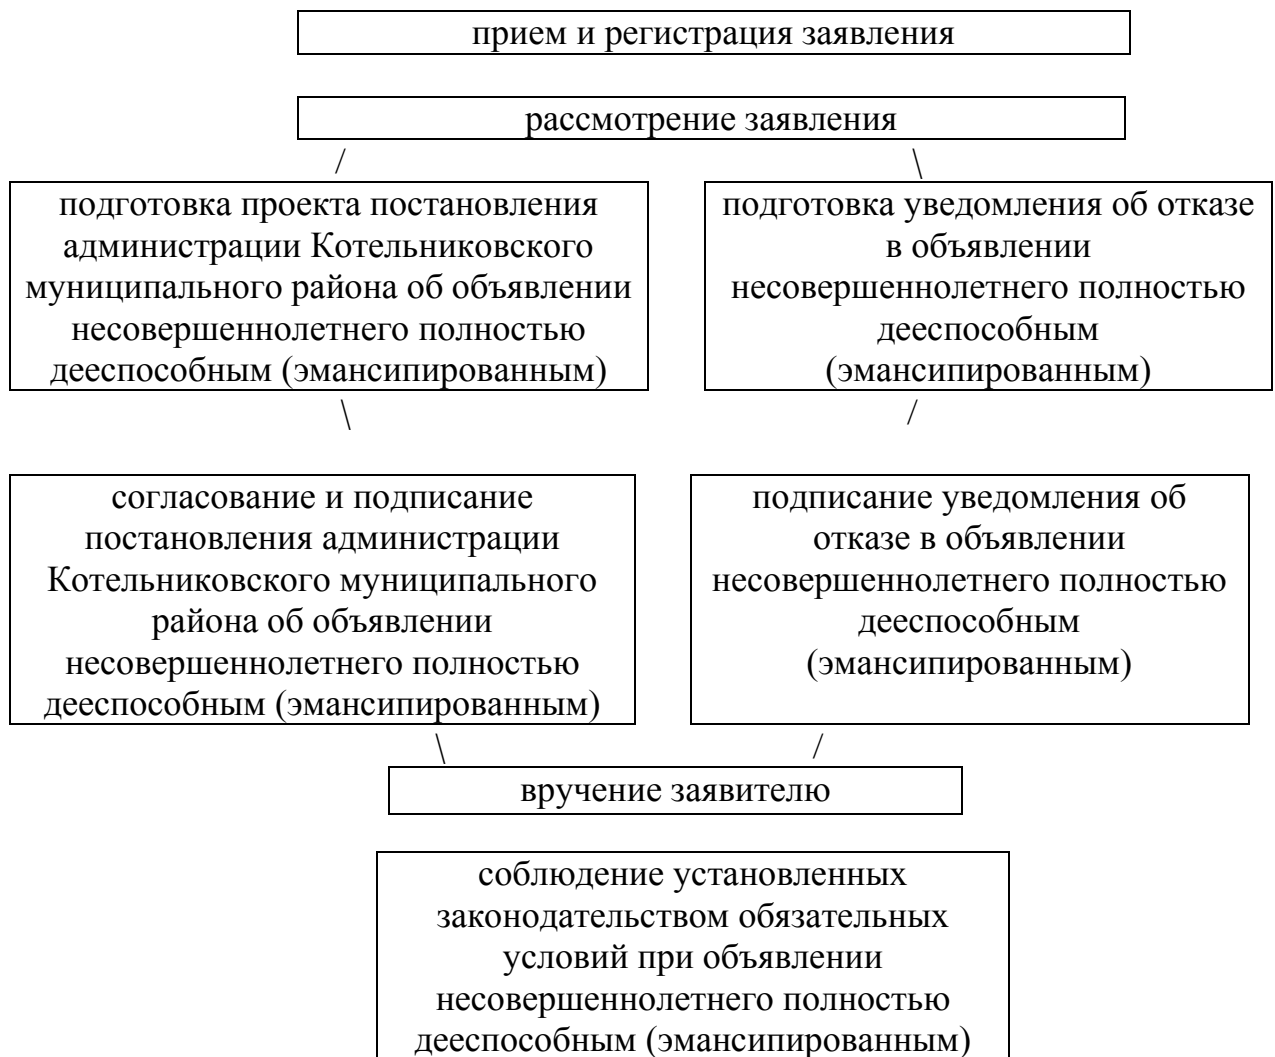 прием и регистрация заявления
рассмотрение заявления
подготовка проекта постановления
администрации Котельниковского
муниципального района об объявлении
несовершеннолетнего полностью
дееспособным (эмансипированным)
подготовка уведомления об отказе
в объявлении
несовершеннолетнего полностью
дееспособным
(эмансипированным)
согласование и подписание
постановления администрации
Котельниковского муниципального
района об объявлении
несовершеннолетнего полностью
дееспособным (эмансипированным)
подписание уведомления об
отказе в объявлении
несовершеннолетнего полностью
дееспособным
(эмансипированным)
вручение заявителю
соблюдение установленных
законодательством обязательных
условий при объявлении
несовершеннолетнего полностью
дееспособным (эмансипированным)